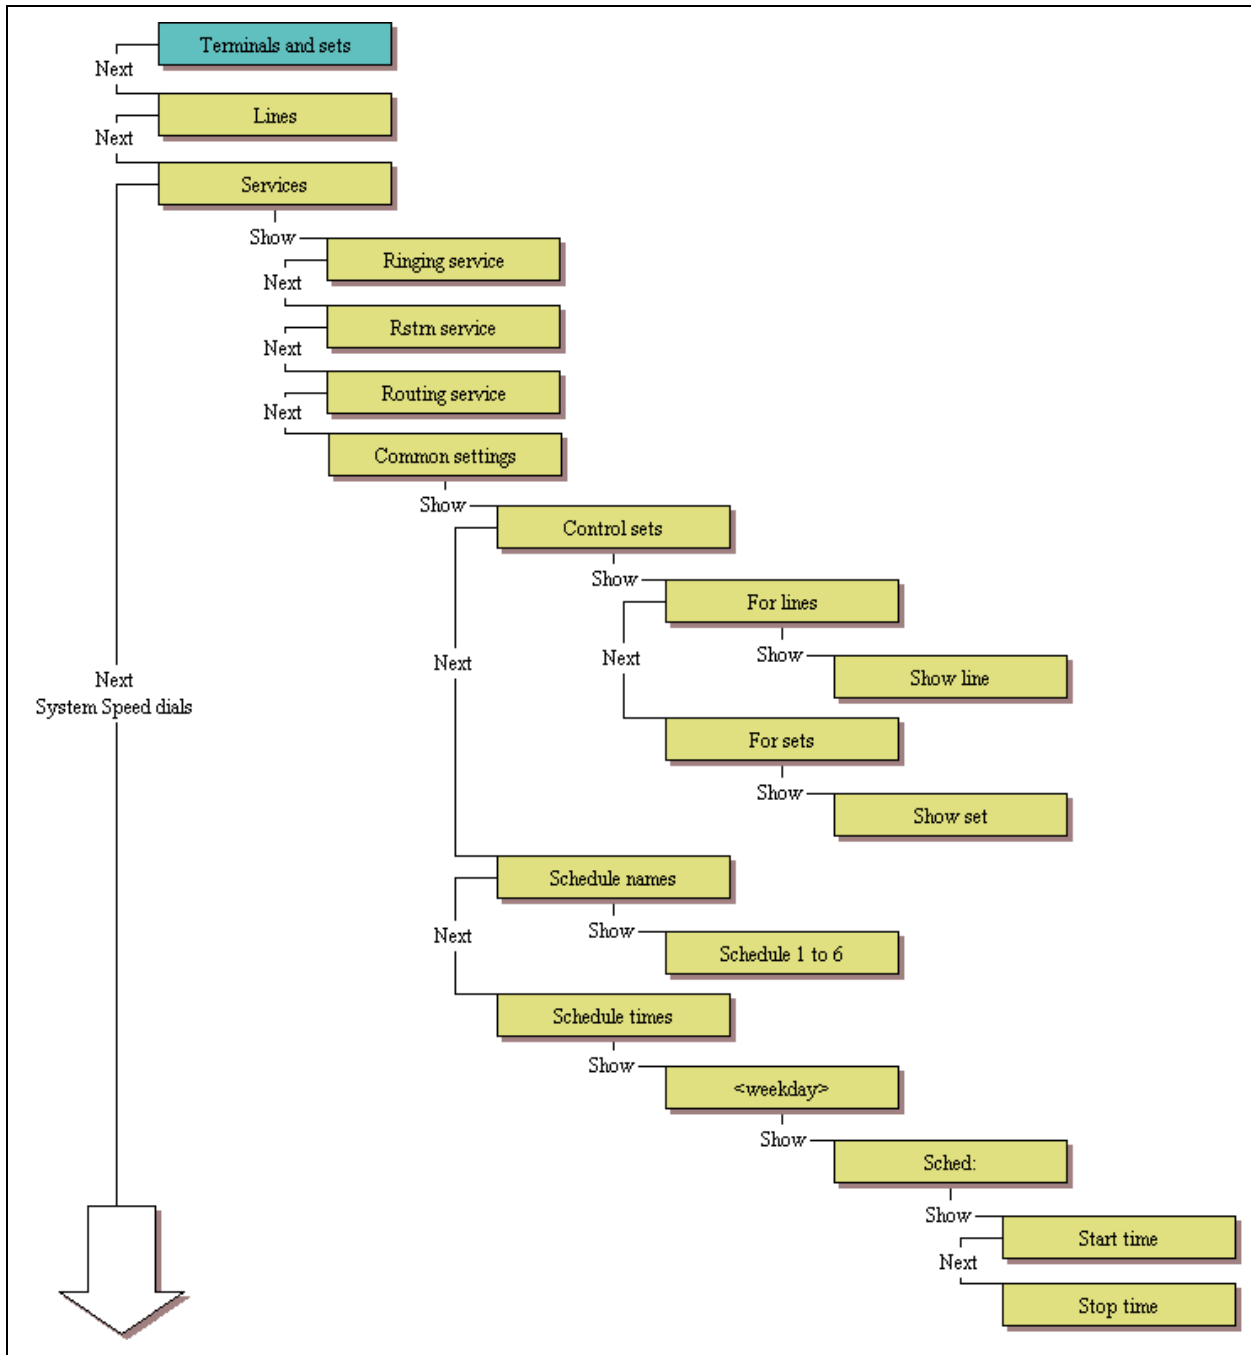 Terminals and sets
Next
Lines
Next
Services
Show
Ringing service
Next
Rstrn service
Next
Routing service
Next
Common settings
Show
Control sets
Show
For lines
Show
Next
Next
Show line
Next
System Speed dials
For sets
Show
Show set
Schedule names
Show
Next
Schedule 1 to 6
Schedule times
Show
<weekday>
Show
Sched:
Show
Start time
Next
Stop time